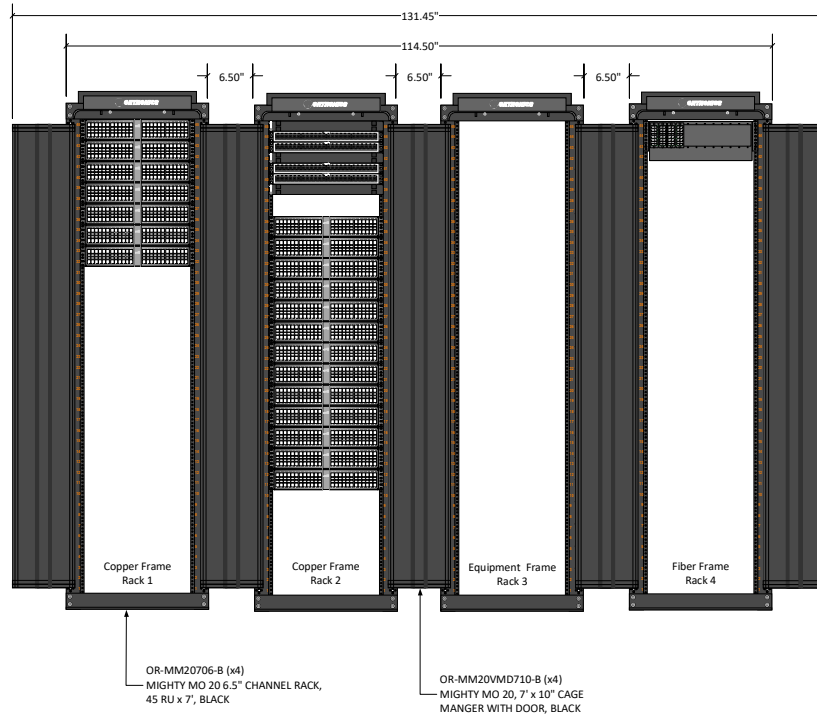 131.45"
114.50"
6.50"
6.50"
6.50"
Copper Frame
Rack 1
Copper Frame
Rack 2
Equipment Frame
Rack 3
Fiber Frame
Rack 4
OR-MM20706-B (x4)
MIGHTY MO 20 6.5" CHANNEL RACK,
45 RU x 7', BLACK
OR-MM20VMD710-B (x4)
MIGHTY MO 20, 7' x 10" CAGE
MANGER WITH DOOR, BLACK